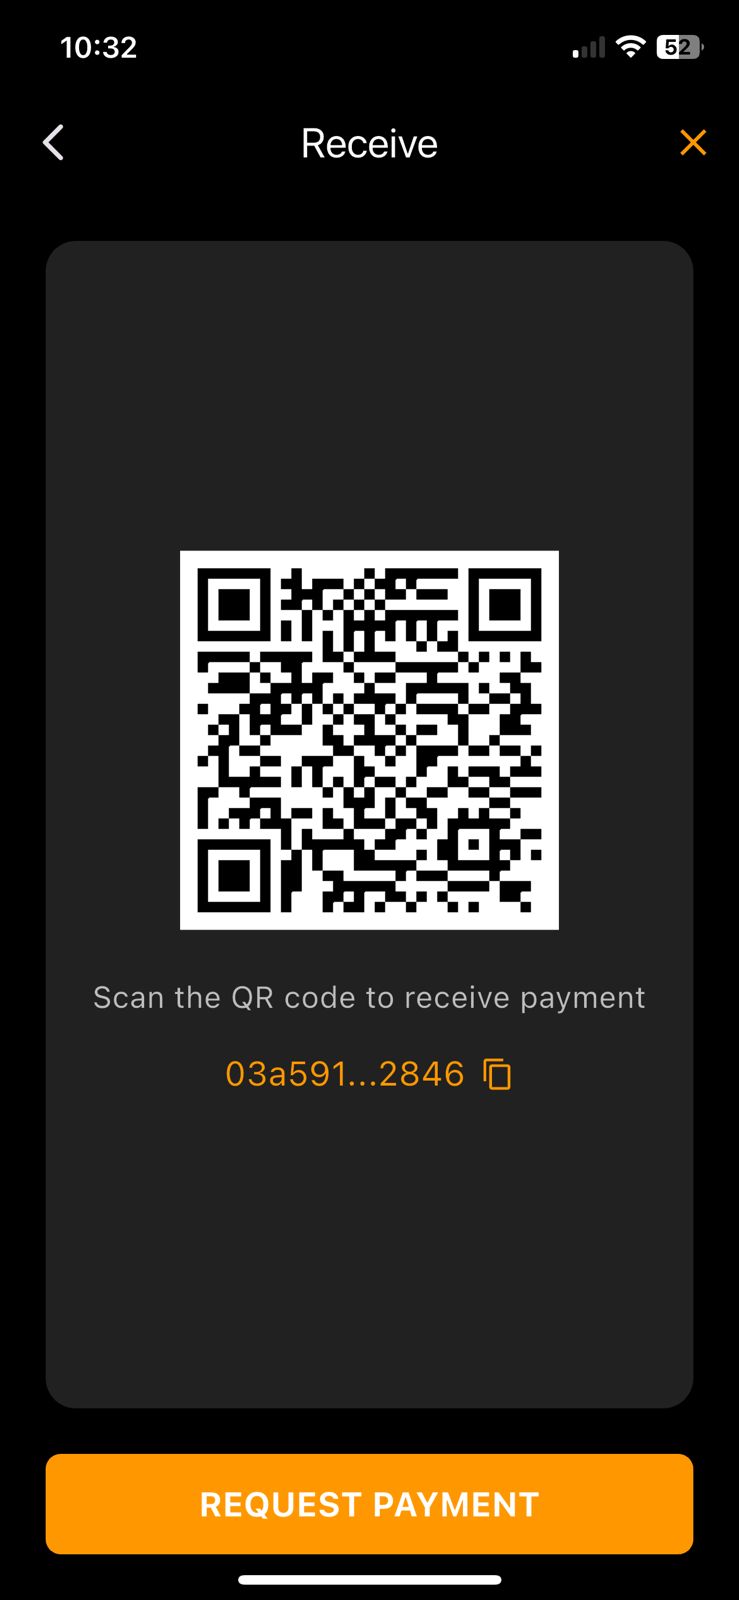 10:32
52
Receive
Scan the QR code to receive payment
03a591...2846
REQUEST PAYMENT